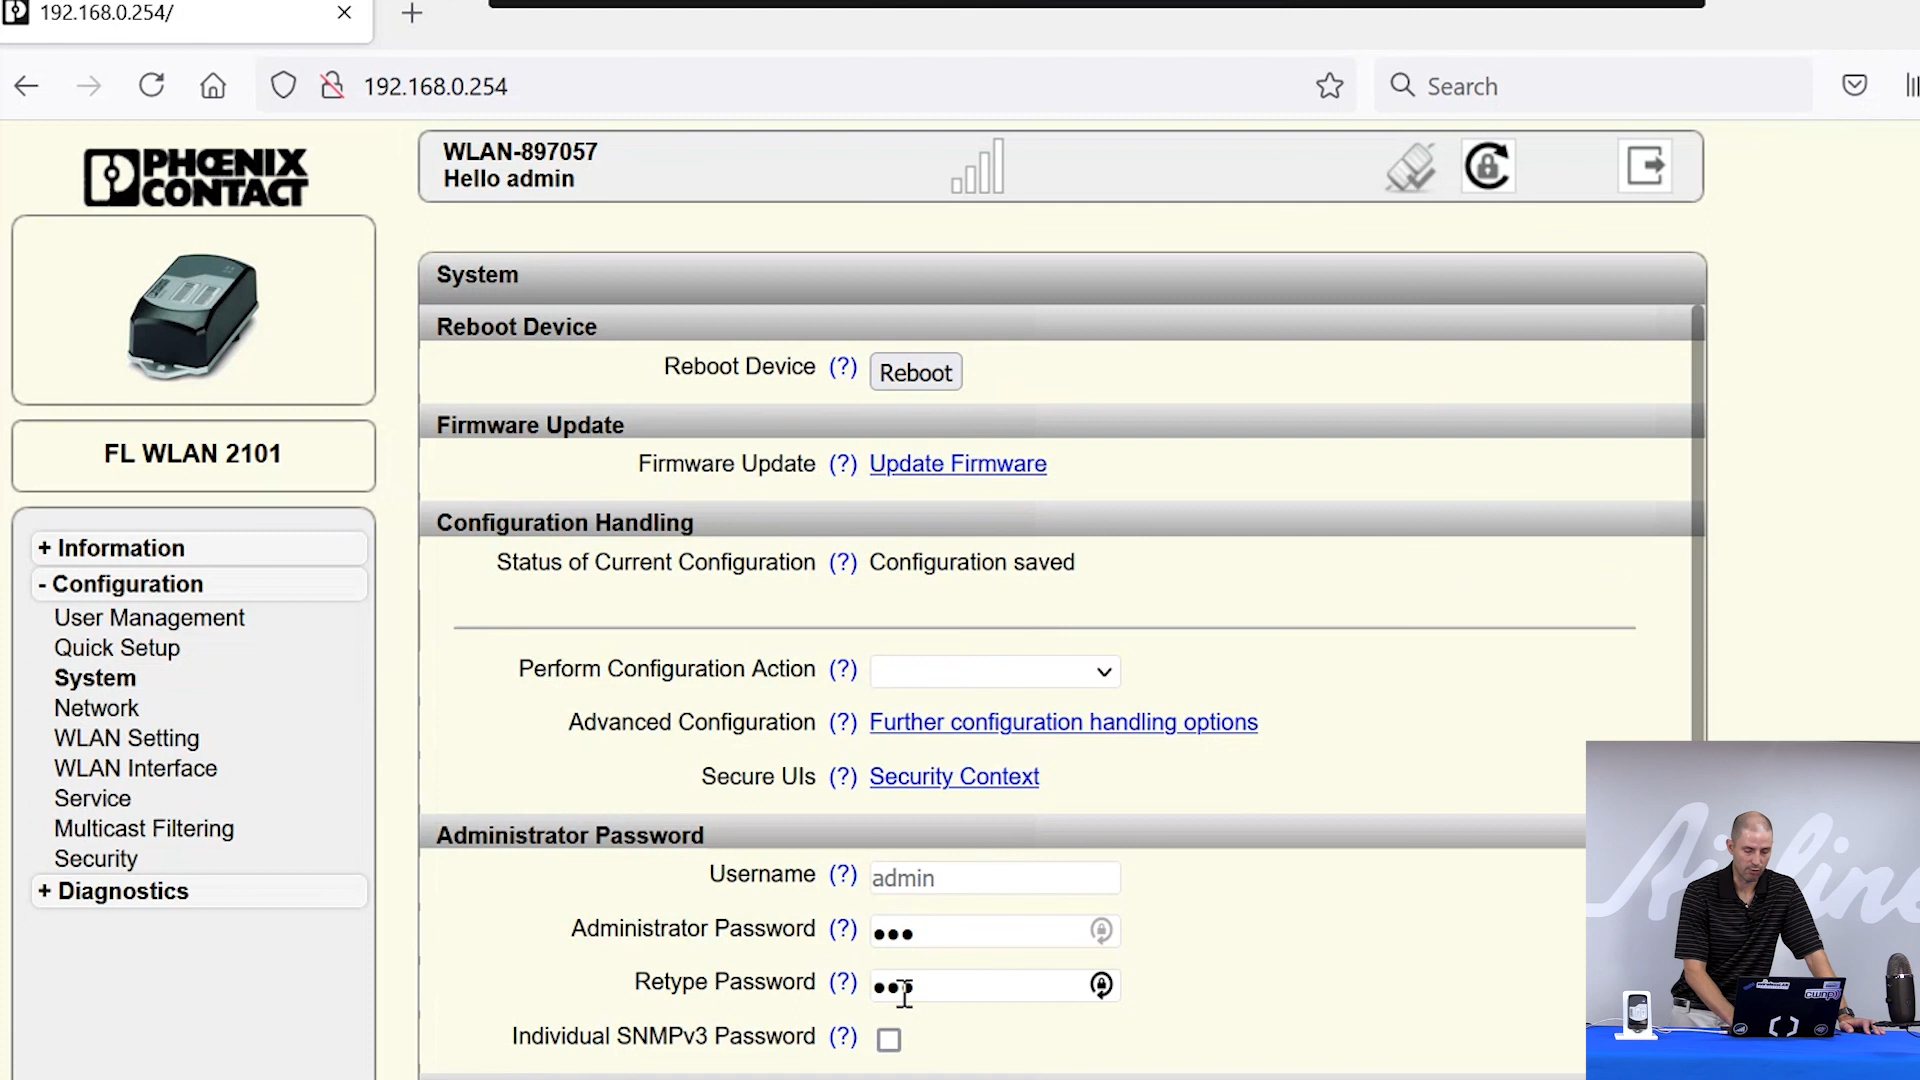 192.168.0.254/
192.168.0.254
Search
PHŒNIX
CONTACT
WLAN-897057
Hello admin
FL WLAN 2101
+ Information
- Configuration
User Management
Quick Setup
System
Network
WLAN Setting
WLAN Interface
Service
Multicast Filtering
Security
+ Diagnostics
System
Reboot Device
Reboot Device (?) Reboot
Firmware Update
Firmware Update (?) Update Firmware
Configuration Handling
Status of Current Configuration (?) Configuration saved
Perform Configuration Action (?)
Advanced Configuration (?) Further configuration handling options
Secure UIs (?) Security Context
Administrator Password
Username (?) admin
Administrator Password (?) •••
Retype Password (?) •••
Individual SNMPv3 Password (?)